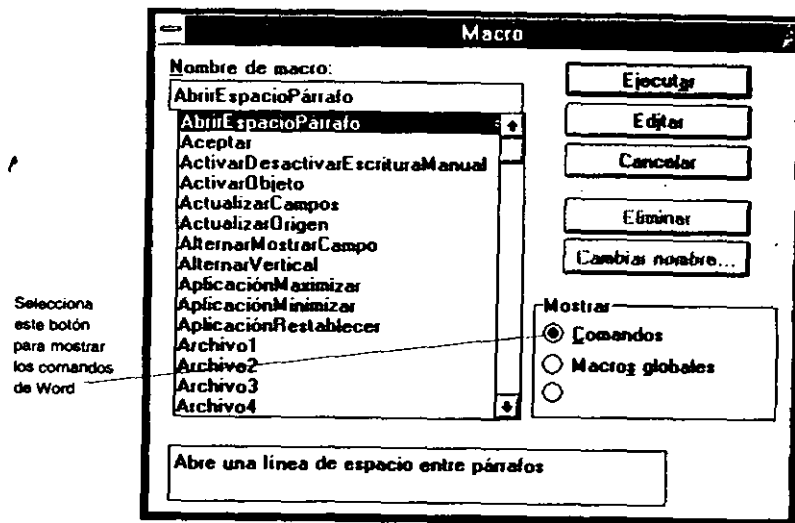 Macro
Nombre de macro:
AbrirEspacioPárrafo
AbrirEspacioPárrafo
Aceptar
ActivarDesactivarEscrituraManual
ActivarObjeto
ActualizarCampos
ActualizarOrigen
AlternarMostrarCampo
AlternarVertical
AplicaciónMaximizar
AplicaciónMinimizar
AplicaciónRestablecer
Archivo1
Archivo2
Archivo3
Archivo4
Ejecutar
Editar
Cancelar
Eliminar
Cambiar nombre...
Mostrar
Comandos
Macros globales
Abre una línea de espacio entre párrafos
Selecciona
este botón
para mostrar
los comandos
de Word